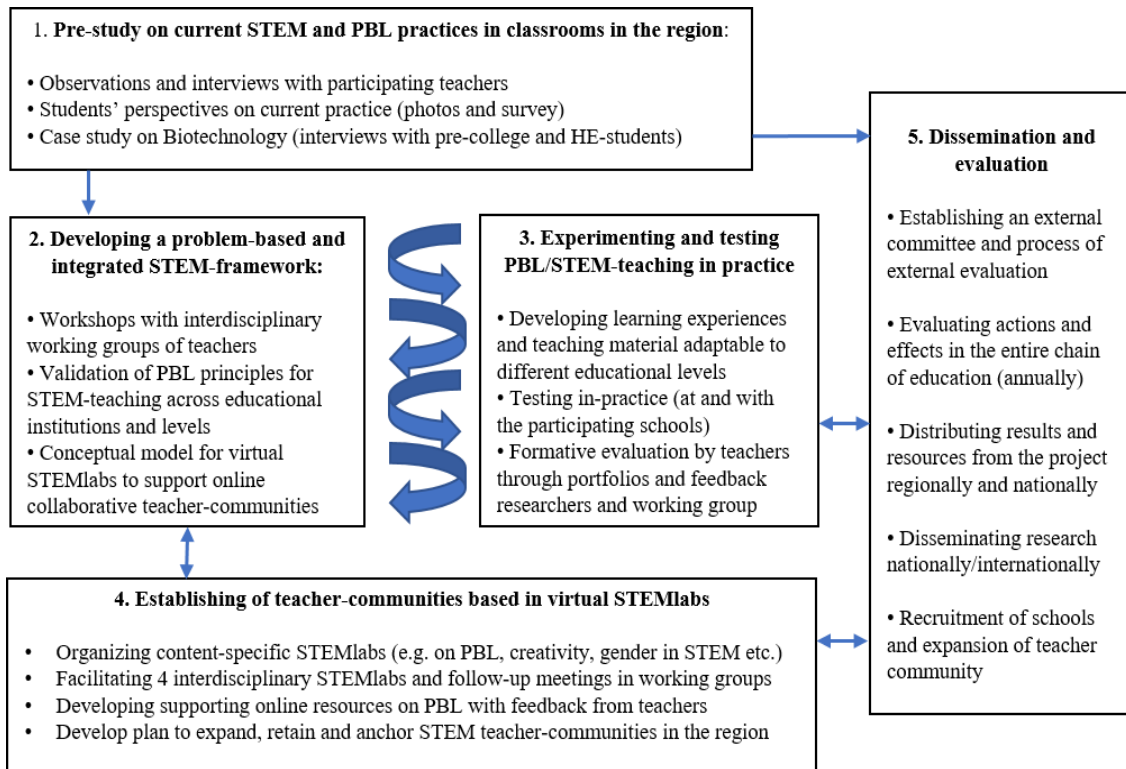 1. Pre-study on current STEM and PBL practices in classrooms in the region:
• Observations and interviews with participating teachers
• Students’ perspectives on current practice (photos and survey)
• Case study on Biotechnology (interviews with pre-college and HE-students)
2. Developing a problem-based and
integrated STEM-framework:
• Workshops with interdisciplinary
working groups of teachers
• Validation of PBL principles for
STEM-teaching across educational
institutions and levels
• Conceptual model for virtual
STEMlabs to support online
collaborative teacher-communities
3. Experimenting and testing
PBL/STEM-teaching in practice
• Developing learning experiences
and teaching material adaptable to
different educational levels
• Testing in-practice (at and with
the participating schools)
• Formative evaluation by teachers
through portfolios and feedback
researchers and working group
4. Establishing of teacher-communities based in virtual STEMlabs
• Organizing content-specific STEMlabs (e.g. on PBL, creativity, gender in STEM etc.)
• Facilitating 4 interdisciplinary STEMlabs and follow-up meetings in working groups
• Developing supporting online resources on PBL with feedback from teachers
• Develop plan to expand, retain and anchor STEM teacher-communities in the region
5. Dissemination and
evaluation
• Establishing an external
committee and process of
external evaluation
• Evaluating actions and
effects in the entire chain
of education (annually)
• Distributing results and
resources from the project
regionally and nationally
• Disseminating research
nationally/internationally
• Recruitment of schools
and expansion of teacher
community